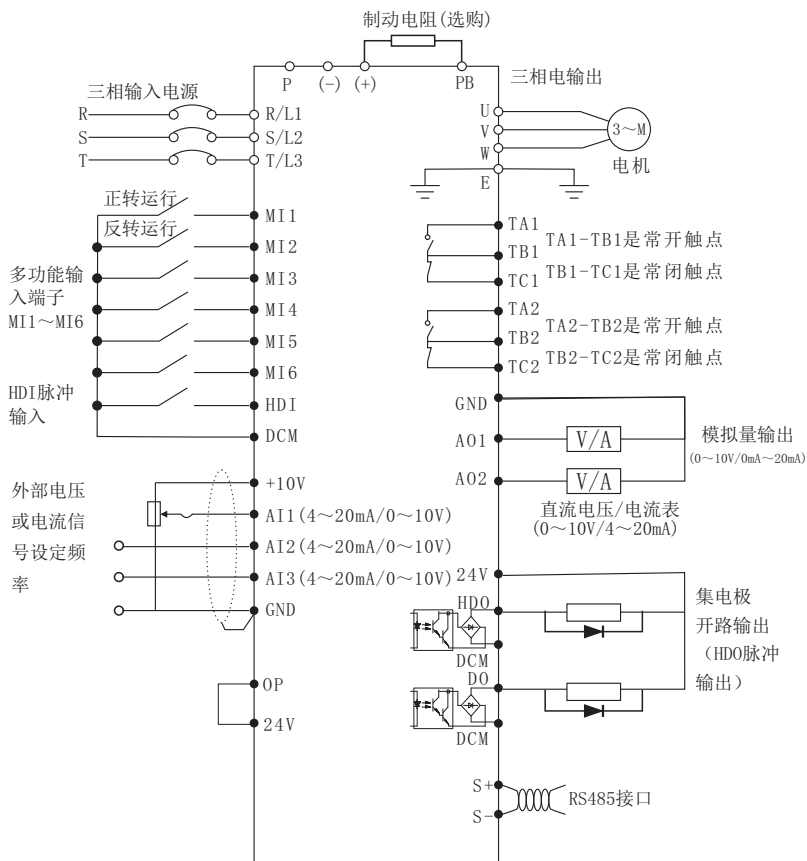 制动电阻(选购)
P
(-)
(+)
PB
三相输入电源
R
R/L1
S
S/L2
T
T/L3
三相电输出
U
V
W
E
3～M
电机
正转运行
反转运行
MI1
MI2
MI3
MI4
MI5
MI6
HDI
DCM
多功能输
入端子
MI1～MI6
HDI脉冲
输入
TA1
TB1
TC1
TA1-TB1是常开触点
TB1-TC1是常闭触点
TA2
TB2
TC2
TA2-TB2是常开触点
TB2-TC2是常闭触点
GND
AO1
V/A
AO2
V/A
模拟量输出
(0～10V/0mA～20mA)
直流电压/电流表
(0～10V/4～20mA)
外部电压
或电流信
号设定频
率
+10V
AI1(4～20mA/0～10V)
AI2(4～20mA/0～10V)
AI3(4～20mA/0～10V)
GND
24V
HDO
DCM
DO
DCM
集电极
开路输出
（HDO脉冲
输出）
OP
24V
S+
S-
RS485接口